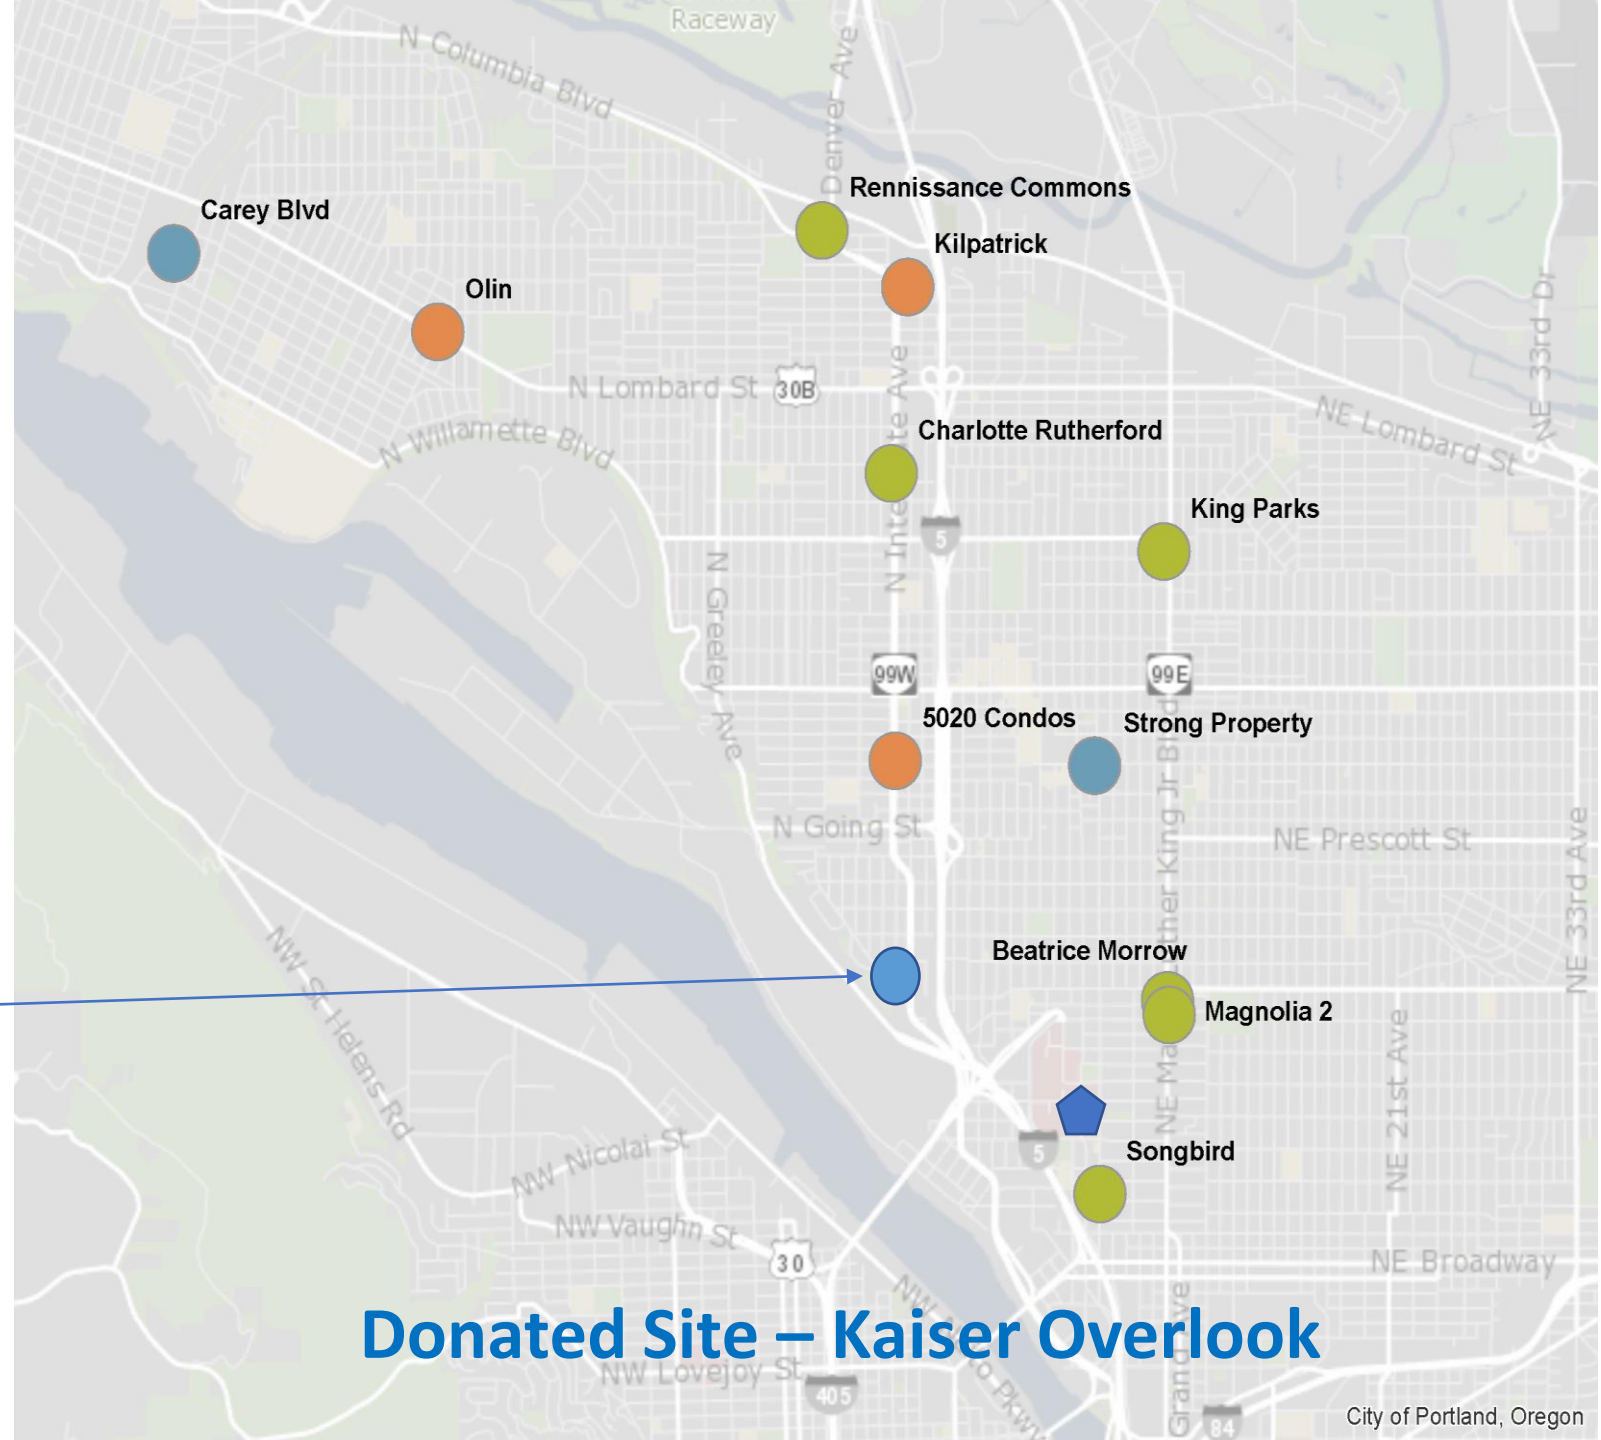 Raceway
N Columbia Blvd
Denver Ave
Rennissance Commons
Carey Blvd
Kilpatrick
Olin
NE 33rd Dr
N Lombard St
30B
NE Lombard St
N Willamette Blvd
Charlotte Rutherford
King Parks
5
N Greeley Ave
99W
99E
5020 Condos
Strong Property
N Going St
NE Prescott St
NE 33rd Ave
Beatrice Morrow
Magnolia 2
NW St Helens Rd
NE 21st Ave
5
Songbird
NW Nicolai St
NW Vaughn St
30
NE Broadway
Grand Ave
Donated Site – Kaiser Overlook
NW Lovejoy St
405
84
City of Portland, Oregon